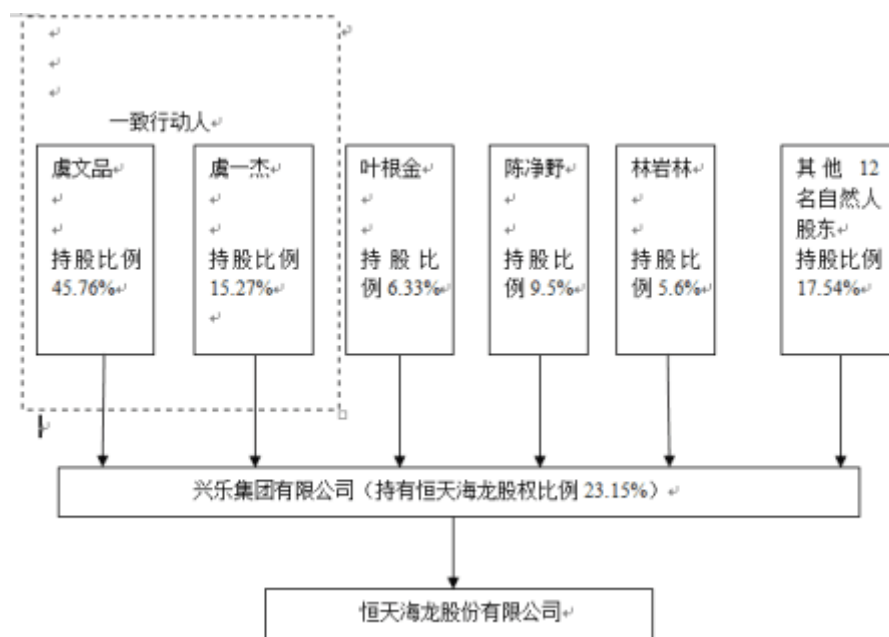 一致行动人
虞文品
持股比例
45.76%
虞一杰
持股比例
15.27%
叶根金
持股比
例 6.33%
陈净野
持股比
例 9.5%
林岩林
持股比
例 5.6%
其他 12
名自然人
股东
持股比例
17.54%
兴乐集团有限公司（持有恒天海龙股权比例 23.15%）
恒天海龙股份有限公司